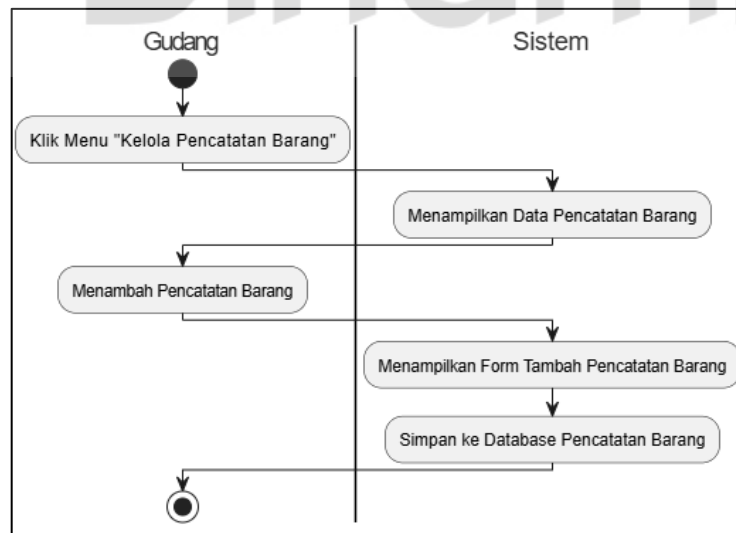 Gudang
Sistem
Klik Menu "Kelola Pencatatan Barang"
Menampilkan Data Pencatatan Barang
Menambah Pencatatan Barang
Menampilkan Form Tambah Pencatatan Barang
Simpan ke Database Pencatatan Barang